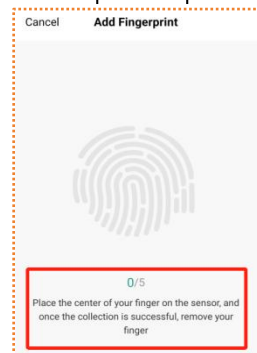 Cancel Add Fingerprint
0/5
Place the center of your finger on the sensor, and
once the collection is successful, remove your
finger